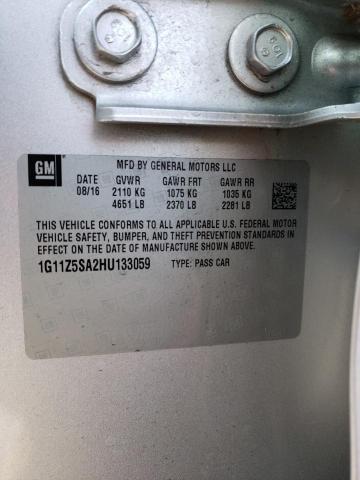 GM
MFD BY GENERAL MOTORS LLC
DATE GVWR GAWR FRT GAWR RR
08/16 2110 KG 1075 KG 1035 KG
4651 LB 2370 LB 2281 LB
THIS VEHICLE CONFORMS TO ALL APPLICABLE U.S. FEDERAL MOTOR
VEHICLE SAFETY, BUMPER, AND THEFT PREVENTION STANDARDS IN
EFFECT ON THE DATE OF MANUFACTURE SHOWN ABOVE.
1G11Z5SA2HU133059 TYPE: PASS CAR